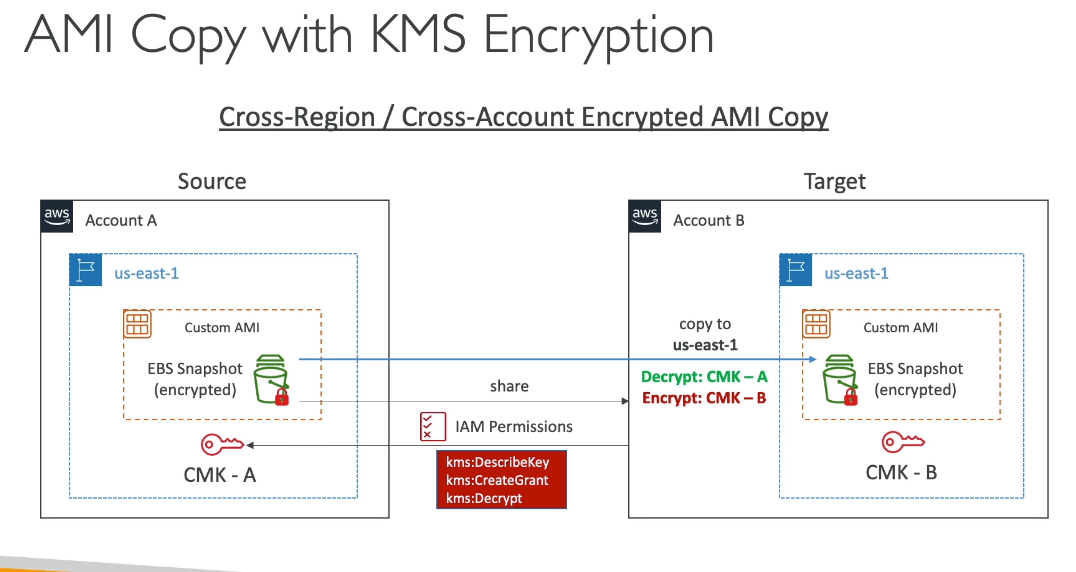 AMI Copy with KMS Encryption
Cross-Region / Cross-Account Encrypted AMI Copy
Source
aws
Account A
us-east-1
Custom AMI
EBS Snapshot
(encrypted)
CMK - A
share
IAM Permissions
kms:DescribeKey
kms:CreateGrant
kms:Decrypt
Target
aws
Account B
copy to
us-east-1
Decrypt: CMK – A
Encrypt: CMK – B
us-east-1
Custom AMI
EBS Snapshot
(encrypted)
CMK - B